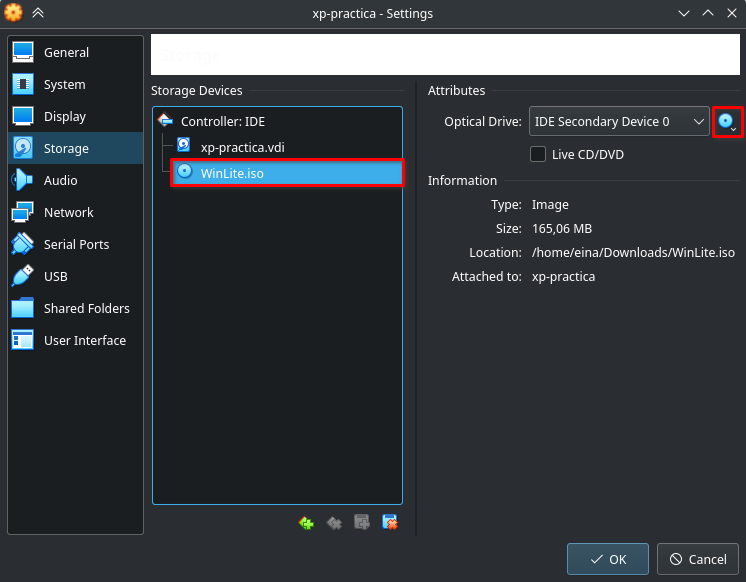 xp-practica - Settings
General
System
Display
Storage
Audio
Network
Serial Ports
USB
Shared Folders
User Interface
Storage Devices
Controller: IDE
xp-practica.vdi
WinLite.iso
Attributes
Optical Drive: IDE Secondary Device 0
Live CD/DVD
Information
Type: Image
Size: 165,06 MB
Location: /home/eina/Downloads/WinLite.iso
Attached to: xp-practica
OK
Cancel